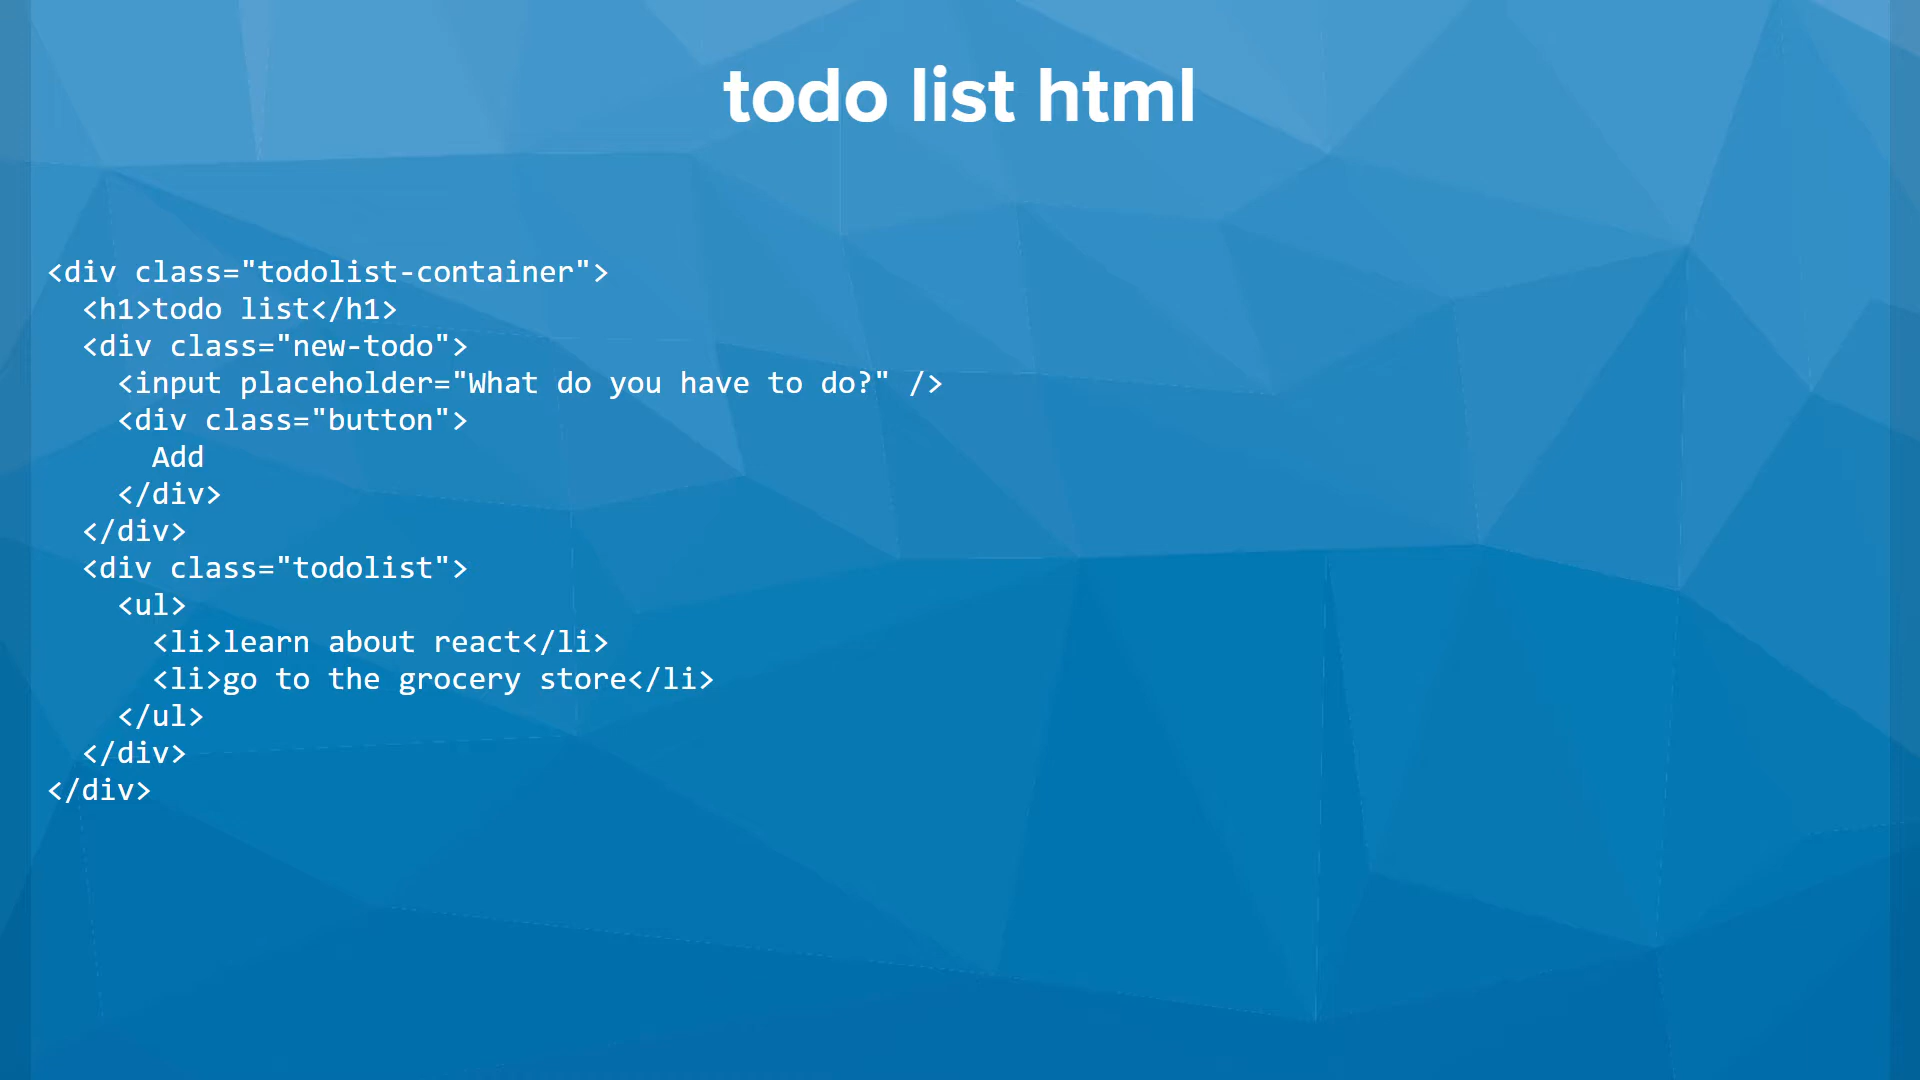 todo list html
<div class="todolist-container">
  <h1>todo list</h1>
  <div class="new-todo">
    <input placeholder="What do you have to do?" />
    <div class="button">
      Add
    </div>
  </div>
  <div class="todolist">
    <ul>
      <li>learn about react</li>
      <li>go to the grocery store</li>
    </ul>
  </div>
</div>